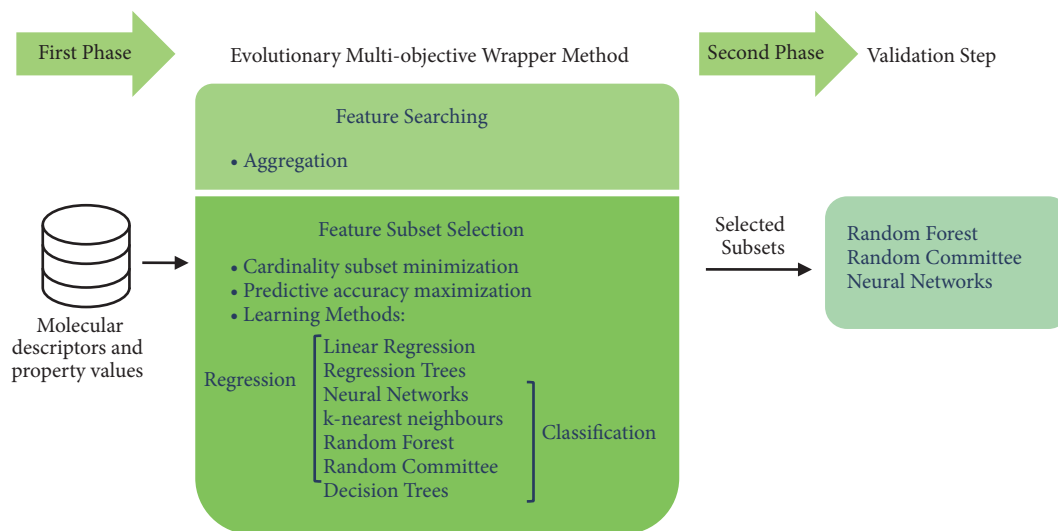 First Phase
Evolutionary Multi-objective Wrapper Method
Second Phase
Validation Step
Feature Searching
• Aggregation
Molecular
descriptors and
property values
Feature Subset Selection
• Cardinality subset minimization
• Predictive accuracy maximization
• Learning Methods:
Regression
Linear Regression
Regression Trees
Neural Networks
k-nearest neighbours
Random Forest
Random Committee
Decision Trees
Classification
Selected
Subsets
Random Forest
Random Committee
Neural Networks